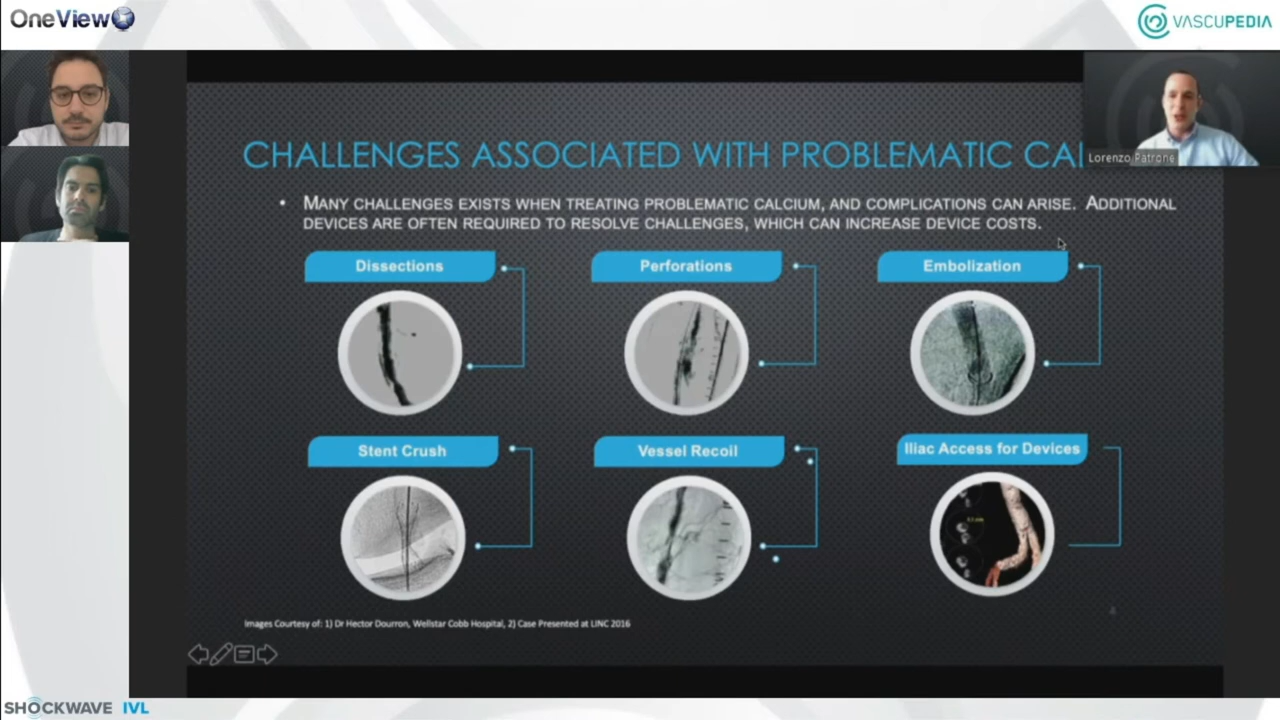 OneView
VASCUPEDIA
CHALLENGES ASSOCIATED WITH PROBLEMATIC CAL
Lorenzo Patrone
• MANY CHALLENGES EXISTS WHEN TREATING PROBLEMATIC CALCIUM, AND COMPLICATIONS CAN ARISE. ADDITIONAL
DEVICES ARE OFTEN REQUIRED TO RESOLVE CHALLENGES, WHICH CAN INCREASE DEVICE COSTS.
Dissections
Perforations
Embolization
Stent Crush
Vessel Recoil
Iliac Access for Devices
Images Courtesy of: 1) Dr Hector Dourron, Wellstar Cobb Hospital, 2) Case Presented at LINC 2016
4
SHOCKWAVE IVL